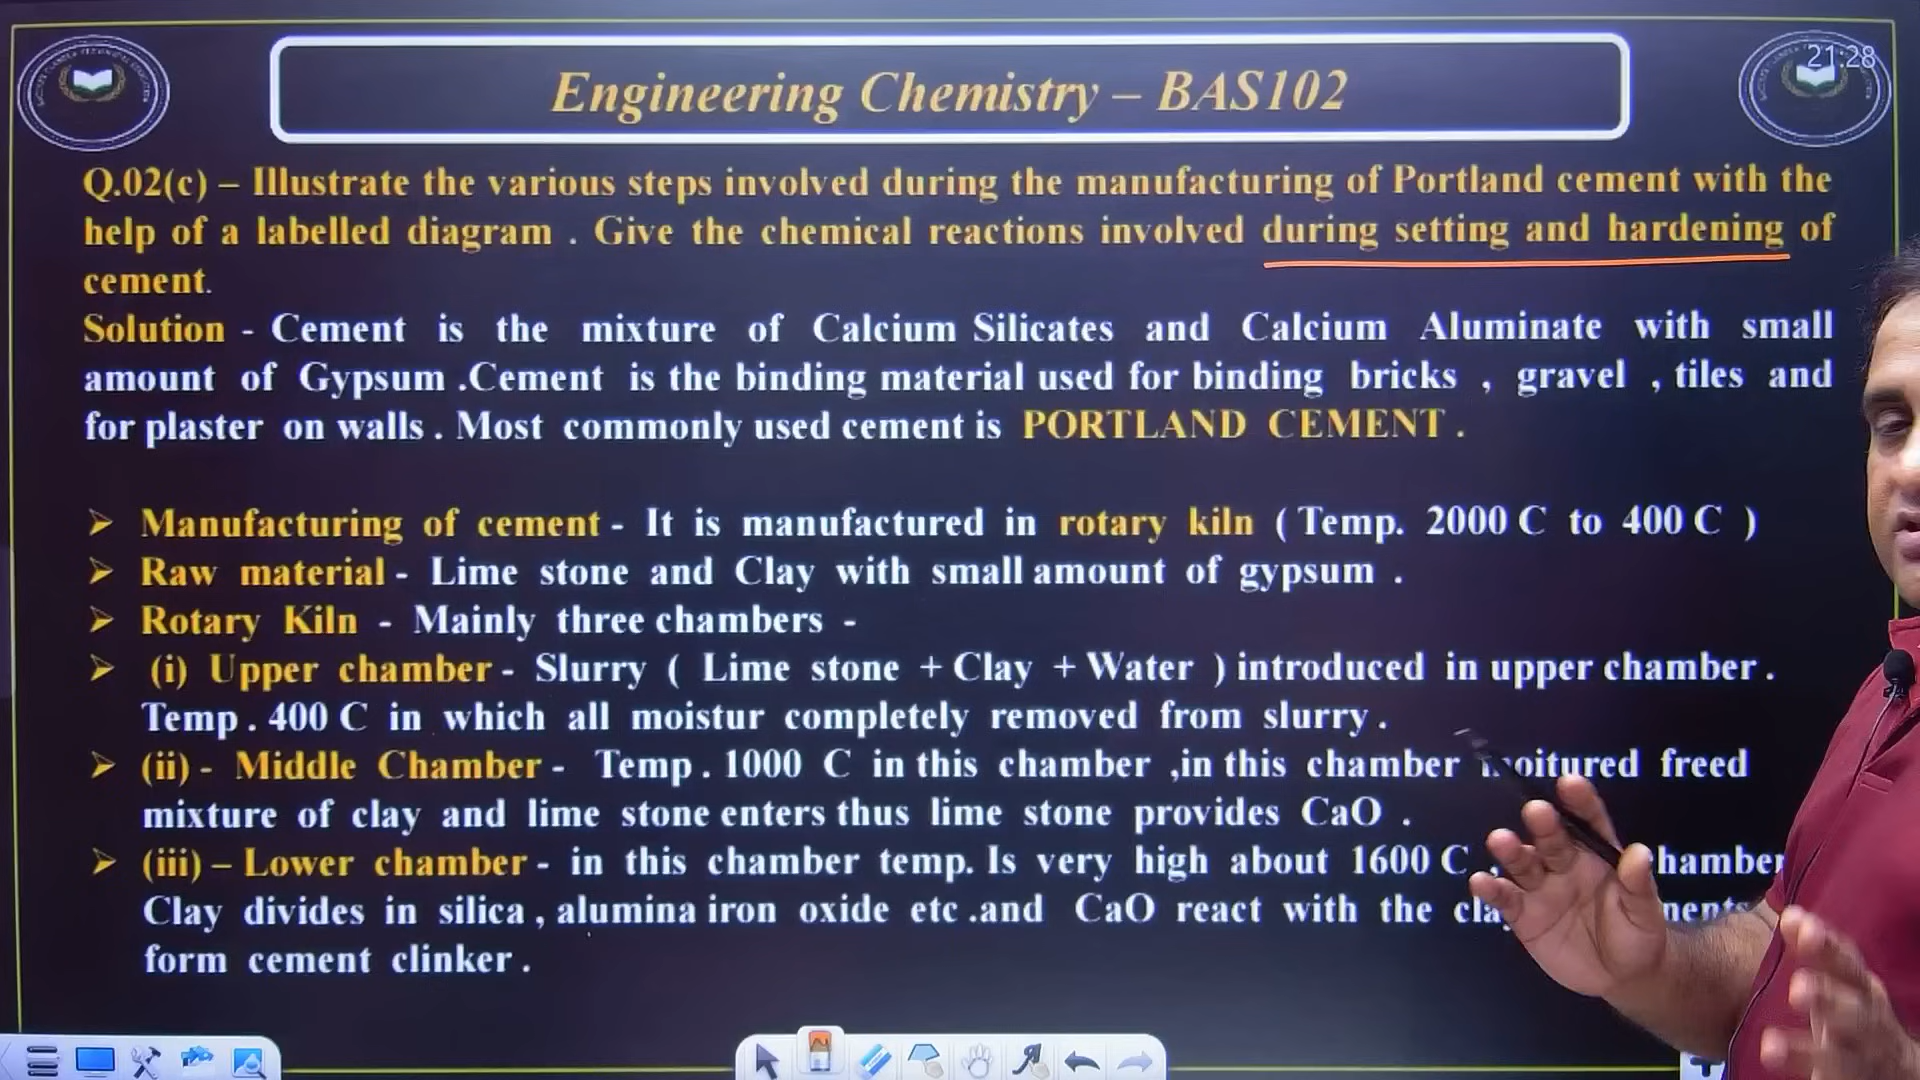 21:28
Engineering Chemistry – BAS102
Q.02(c) – Illustrate the various steps involved during the manufacturing of Portland cement with the
help of a labelled diagram . Give the chemical reactions involved during setting and hardening of
cement.
Solution - Cement is the mixture of Calcium Silicates and Calcium Aluminate with small
amount of Gypsum .Cement is the binding material used for binding bricks , gravel , tiles and
for plaster on walls . Most commonly used cement is PORTLAND CEMENT .
➤ Manufacturing of cement - It is manufactured in rotary kiln ( Temp. 2000 C to 400 C )
➤ Raw material - Lime stone and Clay with small amount of gypsum .
➤ Rotary Kiln - Mainly three chambers -
➤ (i) Upper chamber - Slurry ( Lime stone + Clay + Water ) introduced in upper chamber .
Temp . 400 C in which all moistur completely removed from slurry .
➤ (ii) - Middle Chamber - Temp . 1000 C in this chamber ,in this chamber freed
mixture of clay and lime stone enters thus lime stone provides CaO .
➤ (iii) – Lower chamber - in this chamber temp. Is very high about 1600 C ,
Clay divides in silica , alumina iron oxide etc .and CaO react with the
form cement clinker .